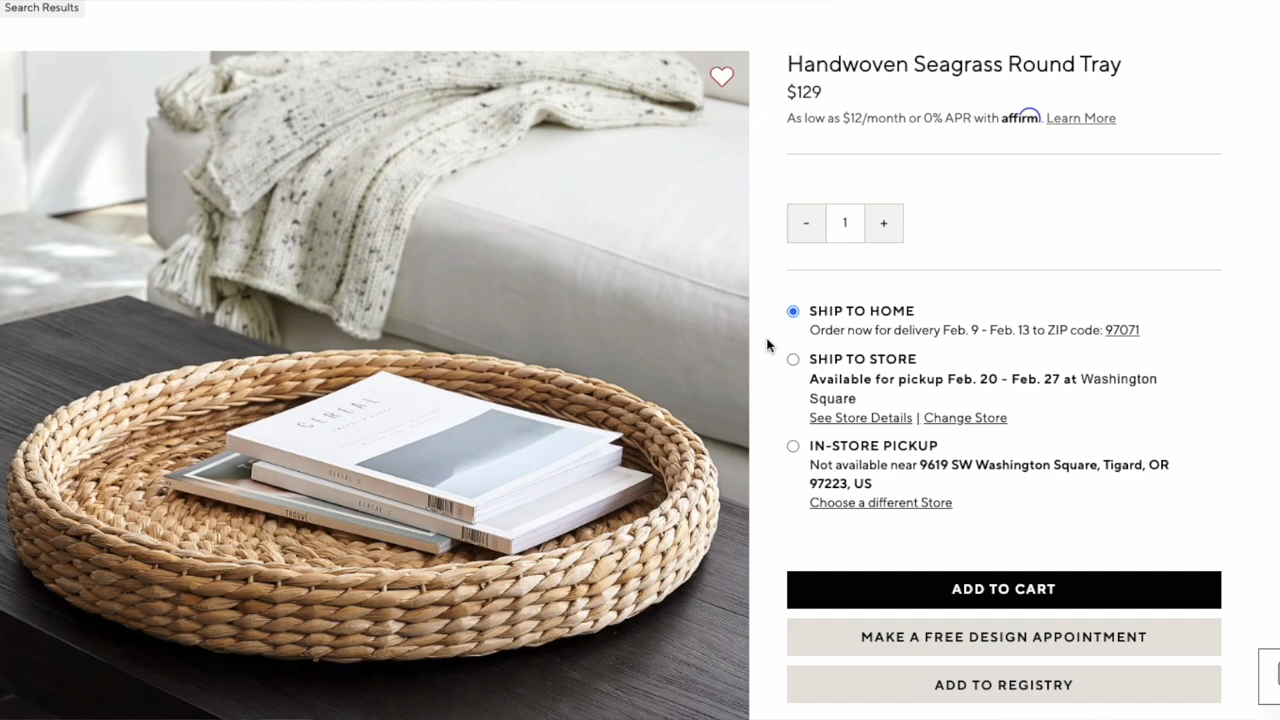 Search Results
Handwoven Seagrass Round Tray
$129
As low as $12/month or 0% APR with affirm. Learn More
- 1 +
SHIP TO HOME
Order now for delivery Feb. 9 - Feb. 13 to ZIP code: 97071
SHIP TO STORE
Available for pickup Feb. 20 - Feb. 27 at Washington
Square
See Store Details | Change Store
IN-STORE PICKUP
Not available near 9619 SW Washington Square, Tigard, OR
97223, US
Choose a different Store
ADD TO CART
MAKE A FREE DESIGN APPOINTMENT
ADD TO REGISTRY
CEREAL
CEREAL
CEREAL